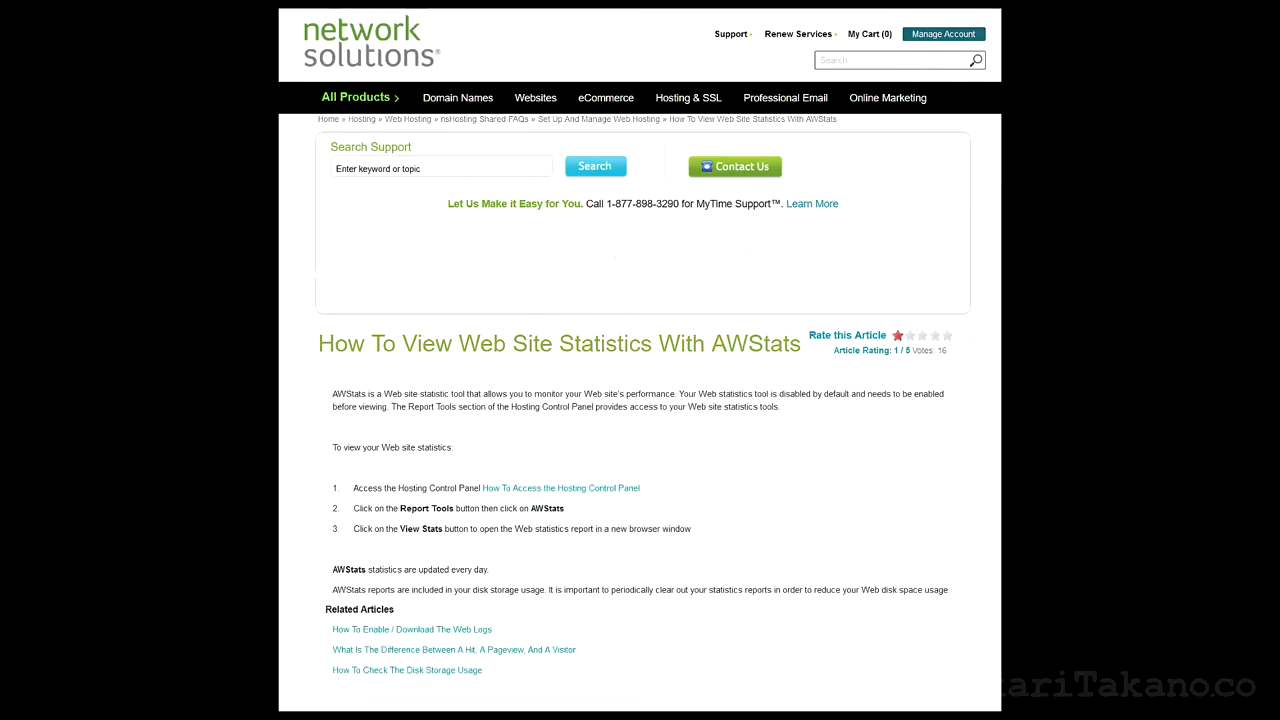 network
solutions®
Support Renew Services My Cart (0) Manage Account
Search
All Products › Domain Names Websites eCommerce Hosting & SSL Professional Email Online Marketing
Home » Hosting » Web Hosting » nsHosting Shared FAQs » Set Up And Manage Web Hosting » How To View Web Site Statistics With AWStats
Search Support
Enter keyword or topic Search Contact Us
Let Us Make it Easy for You. Call 1-877-898-3290 for MyTime Support™. Learn More
How To View Web Site Statistics With AWStats
Rate this Article
Article Rating: 1 / 5 Votes: 16
AWStats is a Web site statistic tool that allows you to monitor your Web site's performance. Your Web statistics tool is disabled by default and needs to be enabled
before viewing. The Report Tools section of the Hosting Control Panel provides access to your Web site statistics tools.
To view your Web site statistics:
1. Access the Hosting Control Panel How To Access the Hosting Control Panel
2. Click on the Report Tools button then click on AWStats
3. Click on the View Stats button to open the Web statistics report in a new browser window
AWStats statistics are updated every day.
AWStats reports are included in your disk storage usage. It is important to periodically clear out your statistics reports in order to reduce your Web disk space usage
Related Articles
How To Enable / Download The Web Logs
What Is The Difference Between A Hit, A Pageview, And A Visitor
How To Check The Disk Storage Usage
ariTakano.co